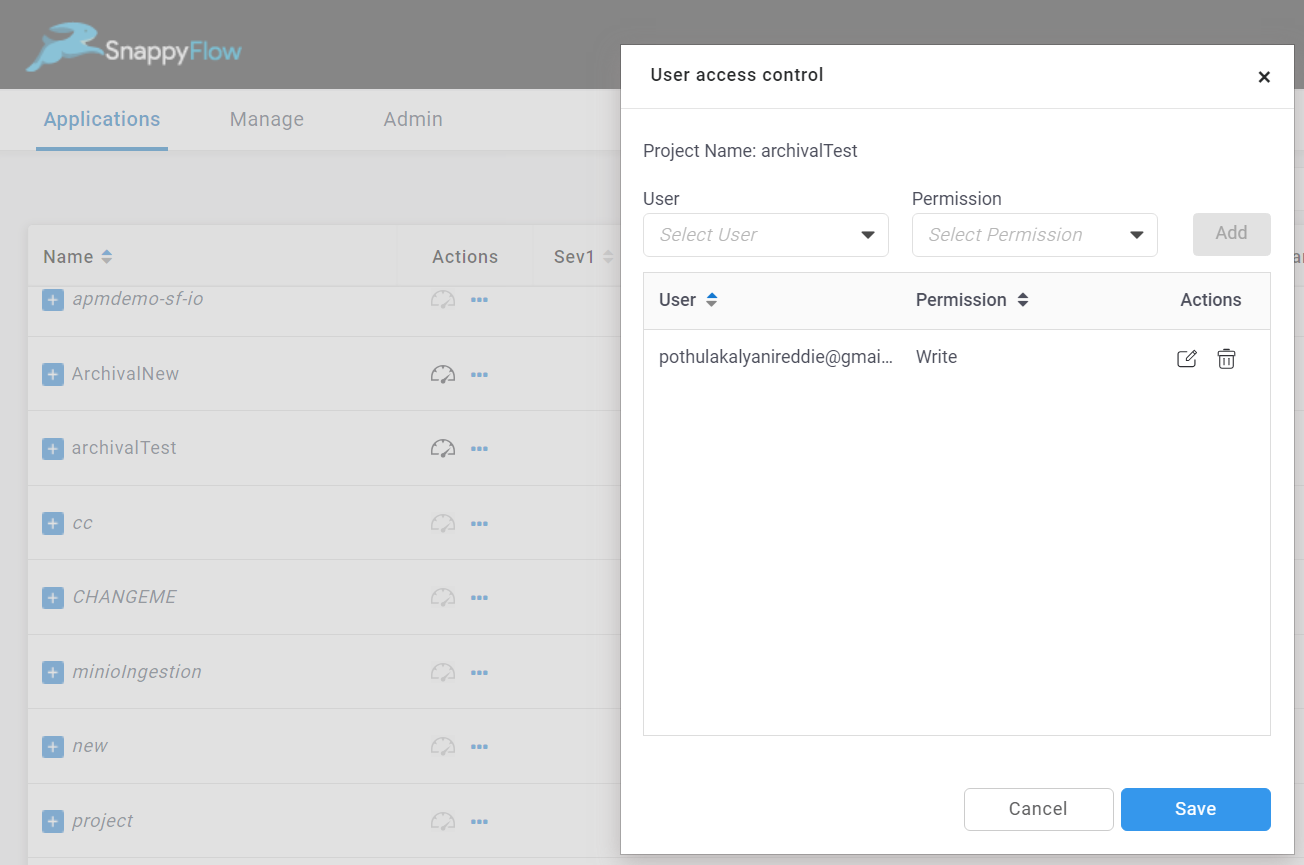 SnappyFlow
Applications Manage Admin
Name Actions Sev1
apmdemo-sf-io
ArchivalNew
archivalTest
cc
CHANGEME
minioIngestion
new
project
User access control
Project Name: archivalTest
User Permission
Select User Select Permission Add
User Permission Actions
pothulakalyanireddie@gmai... Write
Cancel Save